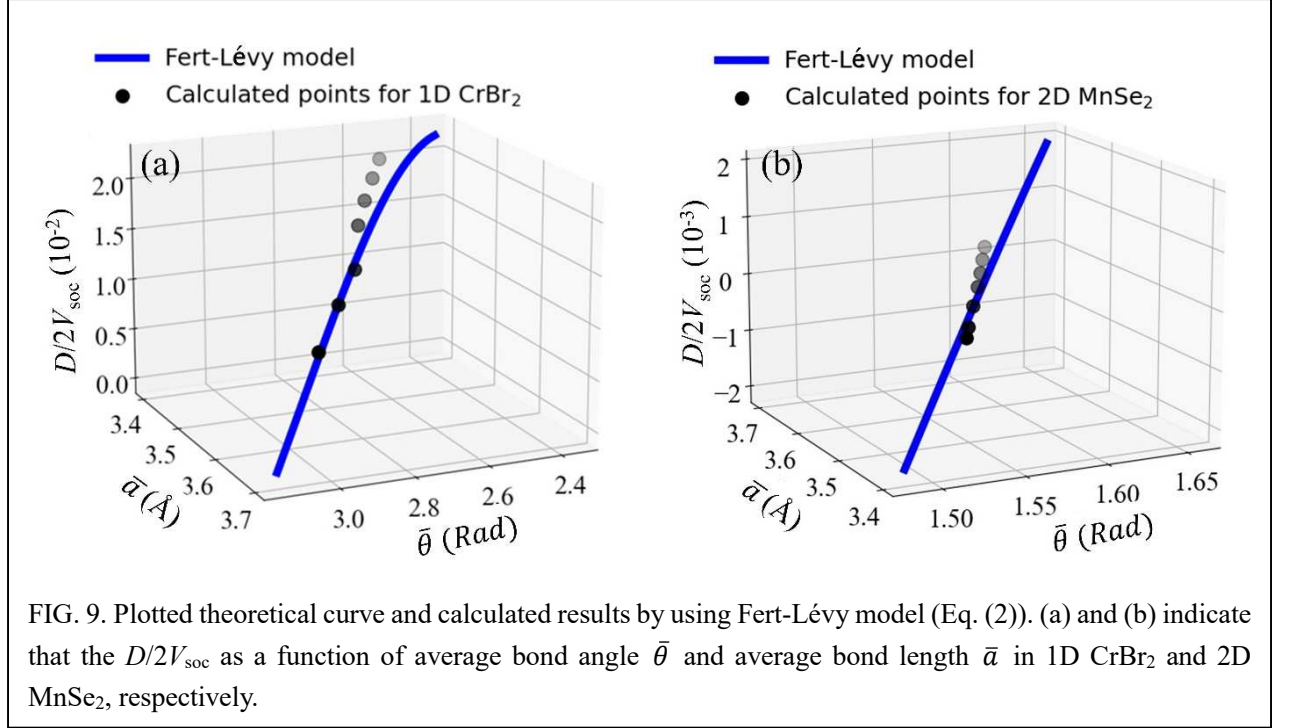 Fert-Lévy model
Calculated points for 1D CrBr₂
(a)
2.0
1.5
1.0
0.5
0.0
D/2V_soc (10⁻²)
3.4
3.5
3.6
3.7
a̅ (Å)
3.0
2.8
2.6
2.4
θ̅ (Rad)
Fert-Lévy model
Calculated points for 2D MnSe₂
(b)
2
1
0
−1
−2
D/2V_soc (10⁻³)
3.7
3.6
3.5
3.4
a̅ (Å)
1.50
1.55
1.60
1.65
θ̅ (Rad)
FIG. 9. Plotted theoretical curve and calculated results by using Fert-Lévy model (Eq. (2)). (a) and (b) indicate
that the D/2V_soc as a function of average bond angle θ̅ and average bond length a̅ in 1D CrBr₂ and 2D
MnSe₂, respectively.